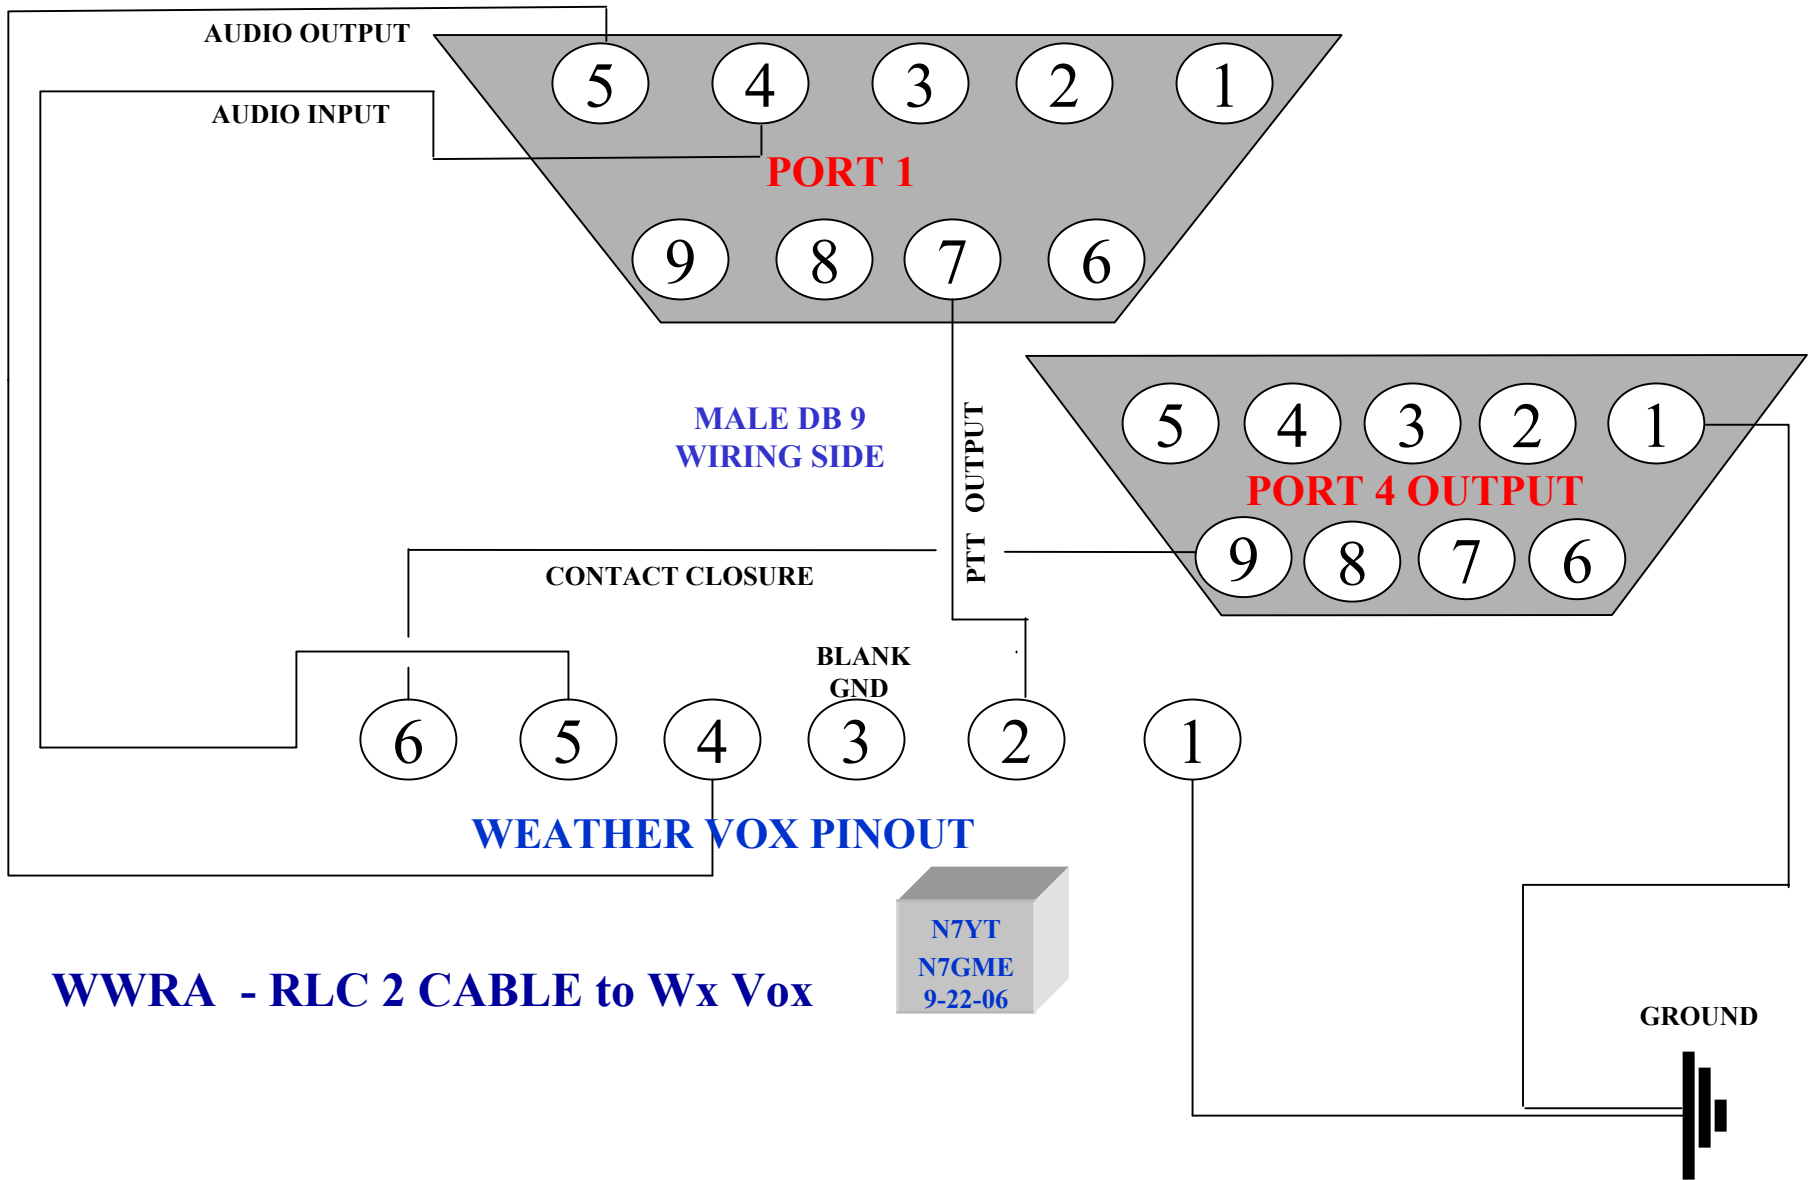 AUDIO OUTPUT
5 4 3 2 1
AUDIO INPUT
PORT 1
9 8 7 6
MALE DB 9
WIRING SIDE
PTT OUTPUT
5 4 3 2 1
PORT 4 OUTPUT
9 8 7 6
CONTACT CLOSURE
BLANK
GND
6 5 4 3 2 1
WEATHER VOX PINOUT
N7YT
N7GME
9-22-06
WWRA - RLC 2 CABLE to Wx Vox
GROUND